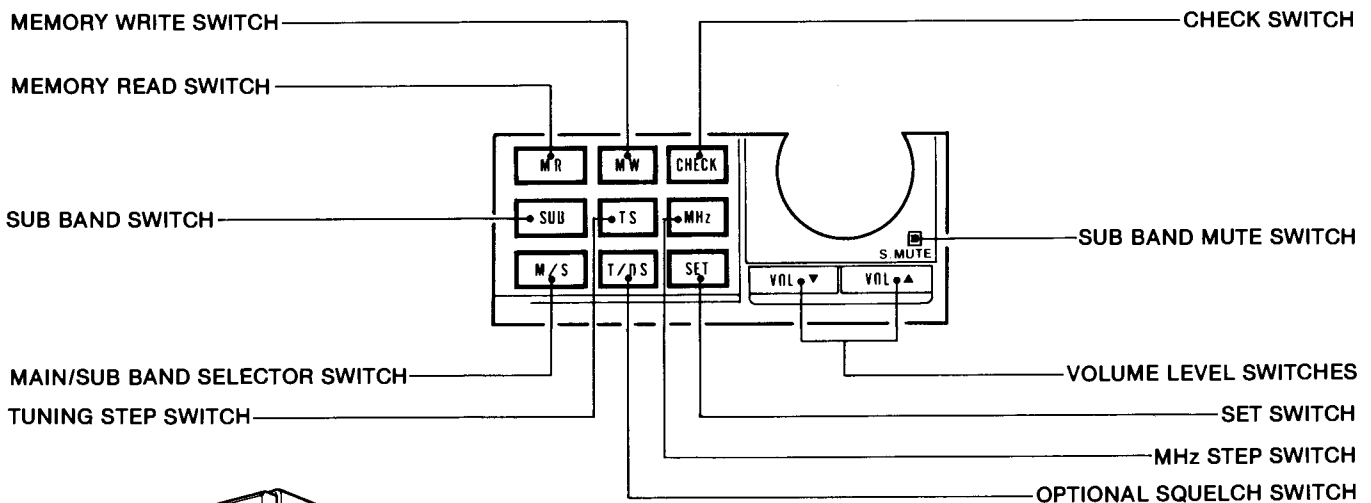 MEMORY WRITE SWITCH
CHECK SWITCH
MEMORY READ SWITCH
MR MW CHECK
SUB BAND SWITCH
SUB TS MHz
SUB BAND MUTE SWITCH
S.MUTE
M/S T/DS SET
VOL ▼ VOL ▲
MAIN/SUB BAND SELECTOR SWITCH
VOLUME LEVEL SWITCHES
TUNING STEP SWITCH
SET SWITCH
MHz STEP SWITCH
OPTIONAL SQUELCH SWITCH